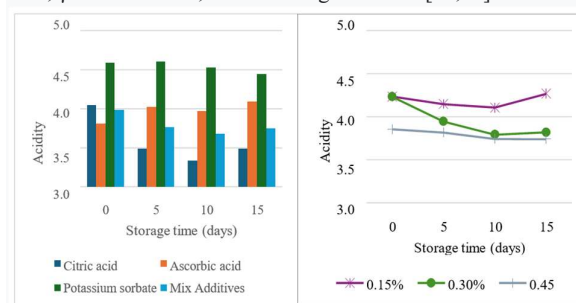 5.0
4.5
4.0
3.5
3.0
Acidity
0 5 10 15
Storage time (days)
Citric acid Ascorbic acid
Potassium sorbate Mix Additives
5.0
4.5
4.0
3.5
3.0
Acidity
0 5 10 15
Storage time (days)
0.15% 0.30% 0.45